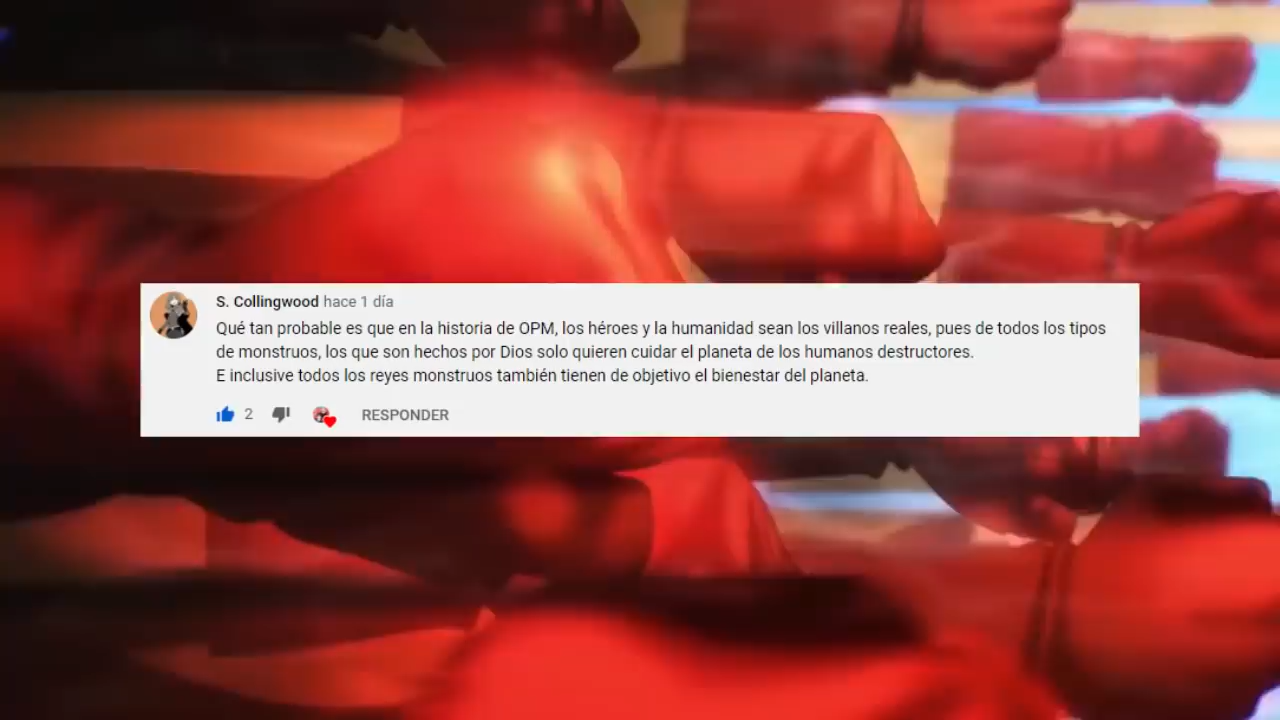 S. Collingwood hace 1 día
Qué tan probable es que en la historia de OPM, los héroes y la humanidad sean los villanos reales, pues de todos los tipos
de monstruos, los que son hechos por Dios solo quieren cuidar el planeta de los humanos destructores.
E inclusive todos los reyes monstruos también tienen de objetivo el bienestar del planeta.
2 RESPONDER